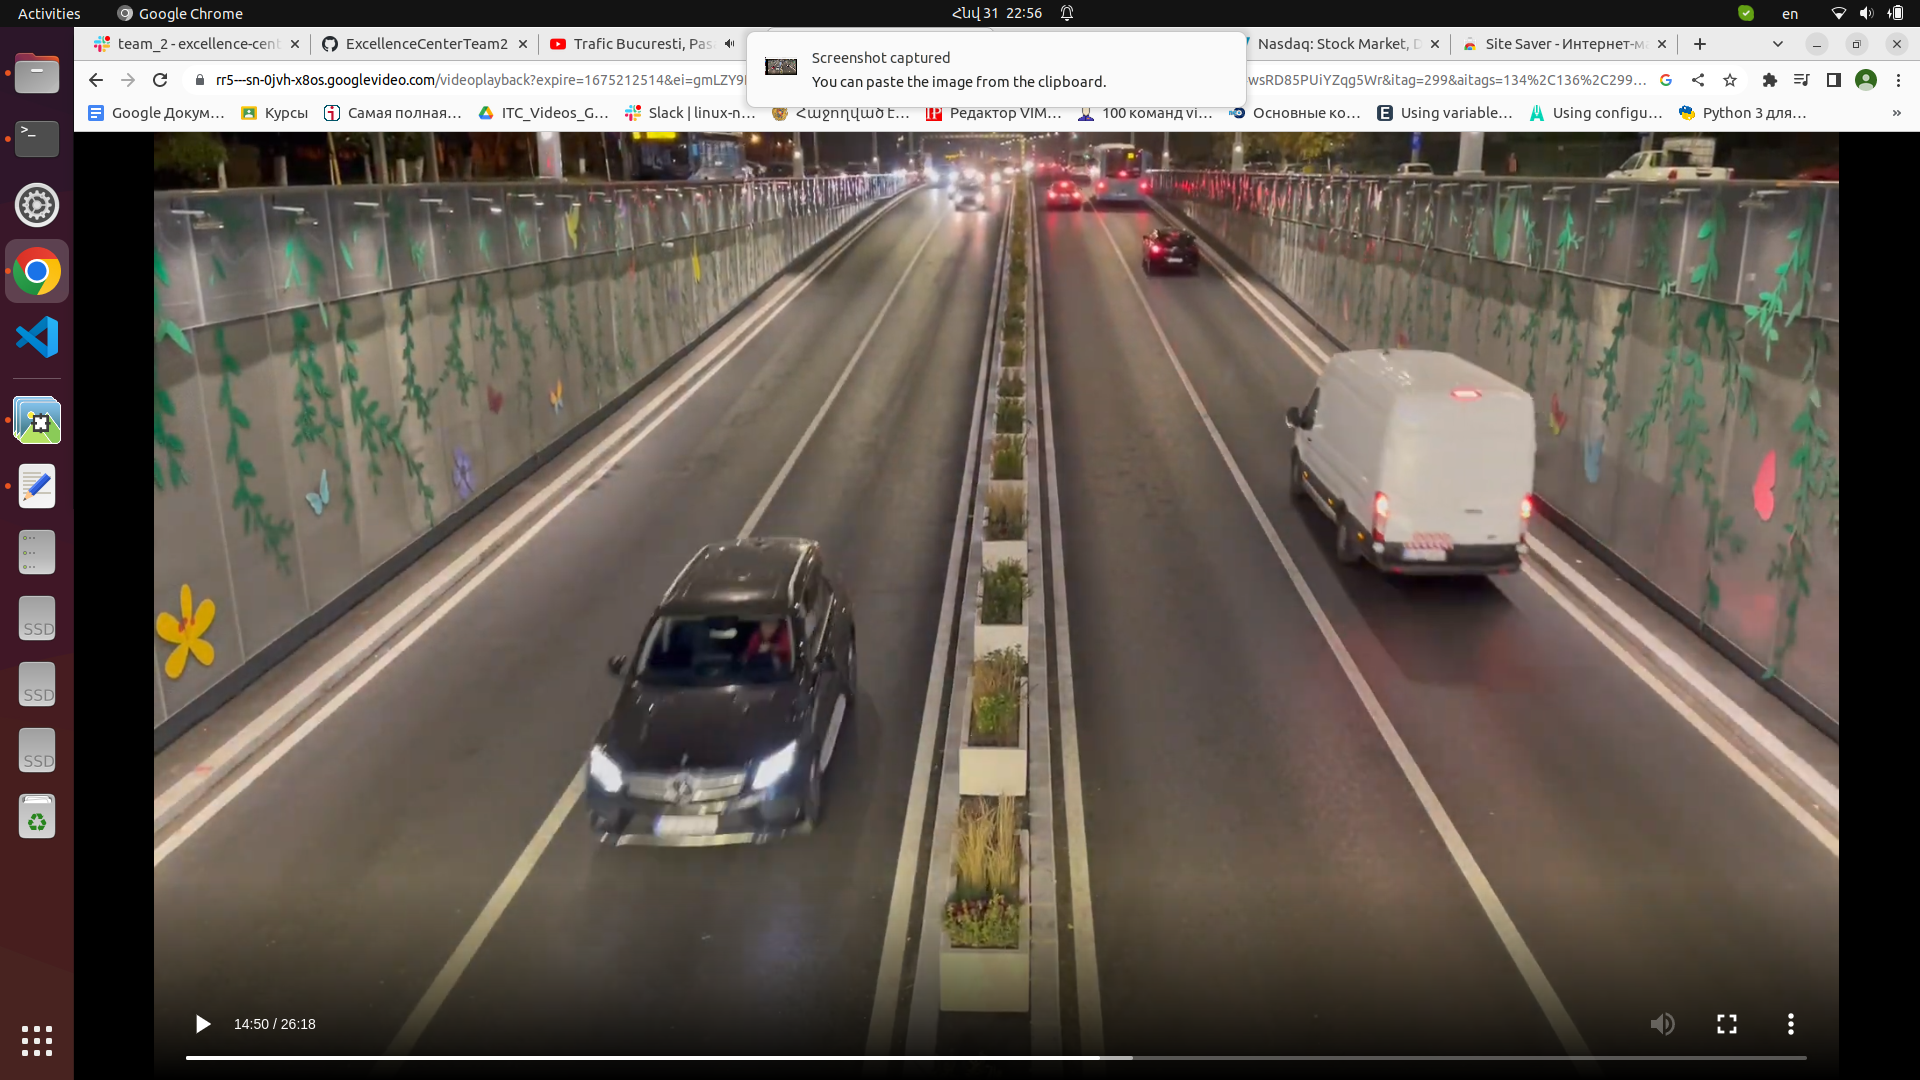 Activities
Google Chrome
Հնվ 31 22:56
en
team_2 - excellence-cent
ExcellenceCenterTeam2
Trafic Bucuresti, Pas
Nasdaq: Stock Market, D
Site Saver - Интернет-м
Screenshot captured
You can paste the image from the clipboard.
rr5---sn-0jvh-x8os.googlevideo.com/videoplayback?expire=1675212514&ei=gmLZY9
wsRD85PUiYZqg5Wr&itag=299&aitags=134%2C136%2C299...
Google Докум...
Курсы
Самая полная...
ITC_Videos_G...
Slack | linux-n...
Հաջողված է...
Редактор VIM...
100 команд vi...
Основные ко...
Using variable...
Using configu...
Python 3 для...
SSD
SSD
SSD
14:50 / 26:18